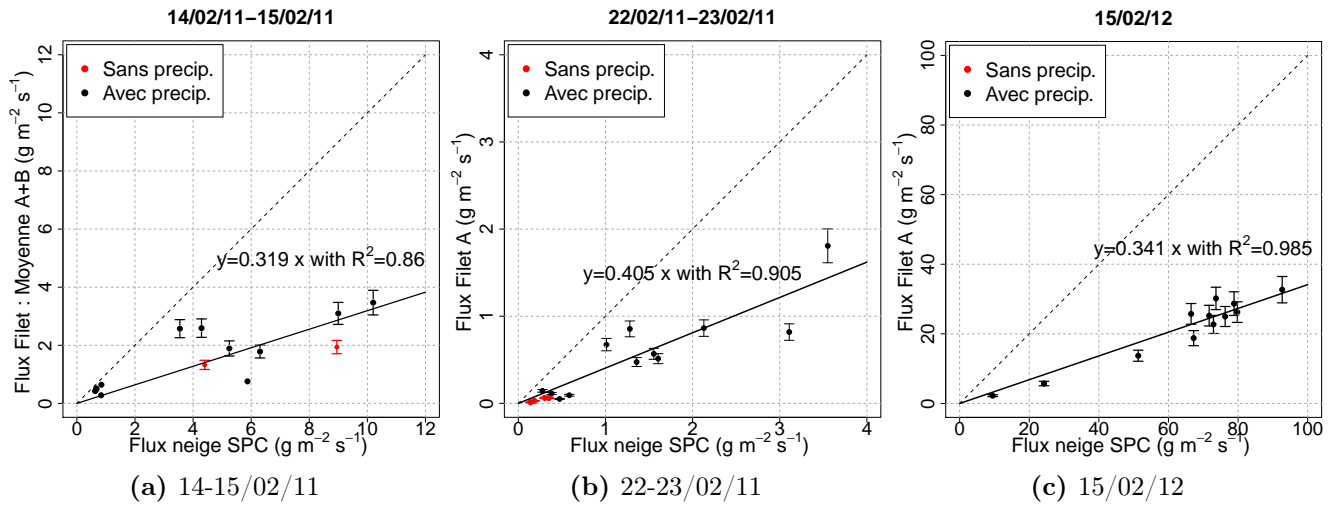 14/02/11−15/02/11
Flux Filet : Moyenne A+B (g m⁻² s⁻¹)
12
10
8
6
4
2
0
Sans precip.
Avec precip.
y=0.319 x with R²=0.86
0 2 4 6 8 10 12
Flux neige SPC (g m⁻² s⁻¹)
(a) 14-15/02/11
22/02/11−23/02/11
Flux Filet A (g m⁻² s⁻¹)
4
3
2
1
0
Sans precip.
Avec precip.
y=0.405 x with R²=0.905
0 1 2 3 4
Flux neige SPC (g m⁻² s⁻¹)
(b) 22-23/02/11
15/02/12
Flux Filet A (g m⁻² s⁻¹)
100
80
60
40
20
0
Sans precip.
Avec precip.
y=0.341 x with R²=0.985
0 20 40 60 80 100
Flux neige SPC (g m⁻² s⁻¹)
(c) 15/02/12